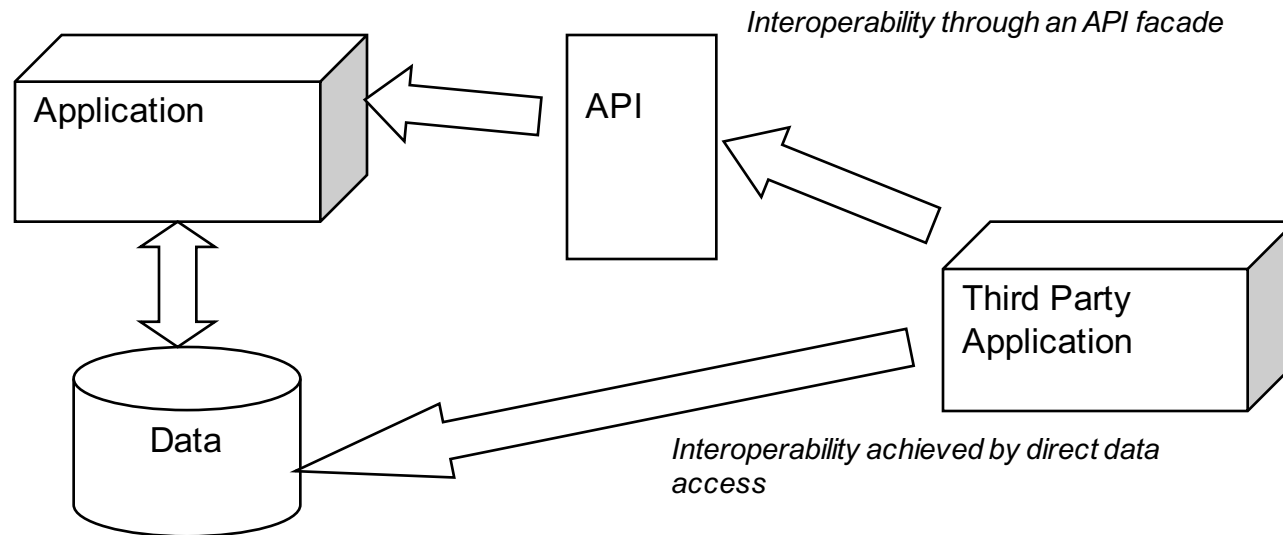 Interoperability through an API facade
Application
API
Third Party
Application
Data
Interoperability achieved by direct data
access